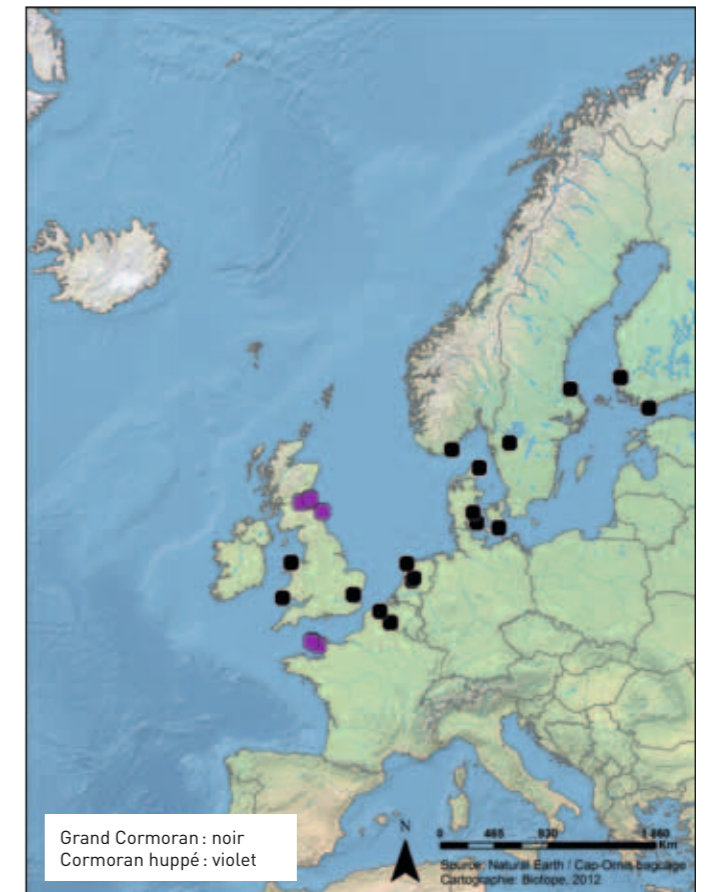 Grand Cormoran : noir
Cormoran huppé : violet
N
0 465 930 1 860
Km
Source: Natural Earth / Cap-Ornis baguage
Cartographie: Biotope, 2012